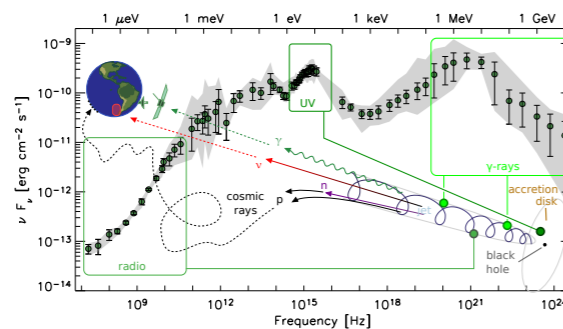 1 μeV 1 meV 1 eV 1 keV 1 MeV 1 GeV
10⁻⁹
10⁻¹⁰
10⁻¹¹
10⁻¹²
10⁻¹³
10⁻¹⁴
ν Fν [erg cm⁻² s⁻¹]
UV
γ-rays
γ
ν
accretion
disk
n
p
cosmic
rays
jet
black
hole
radio
10⁹ 10¹² 10¹⁵ 10¹⁸ 10²¹ 10²⁴
Frequency [Hz]